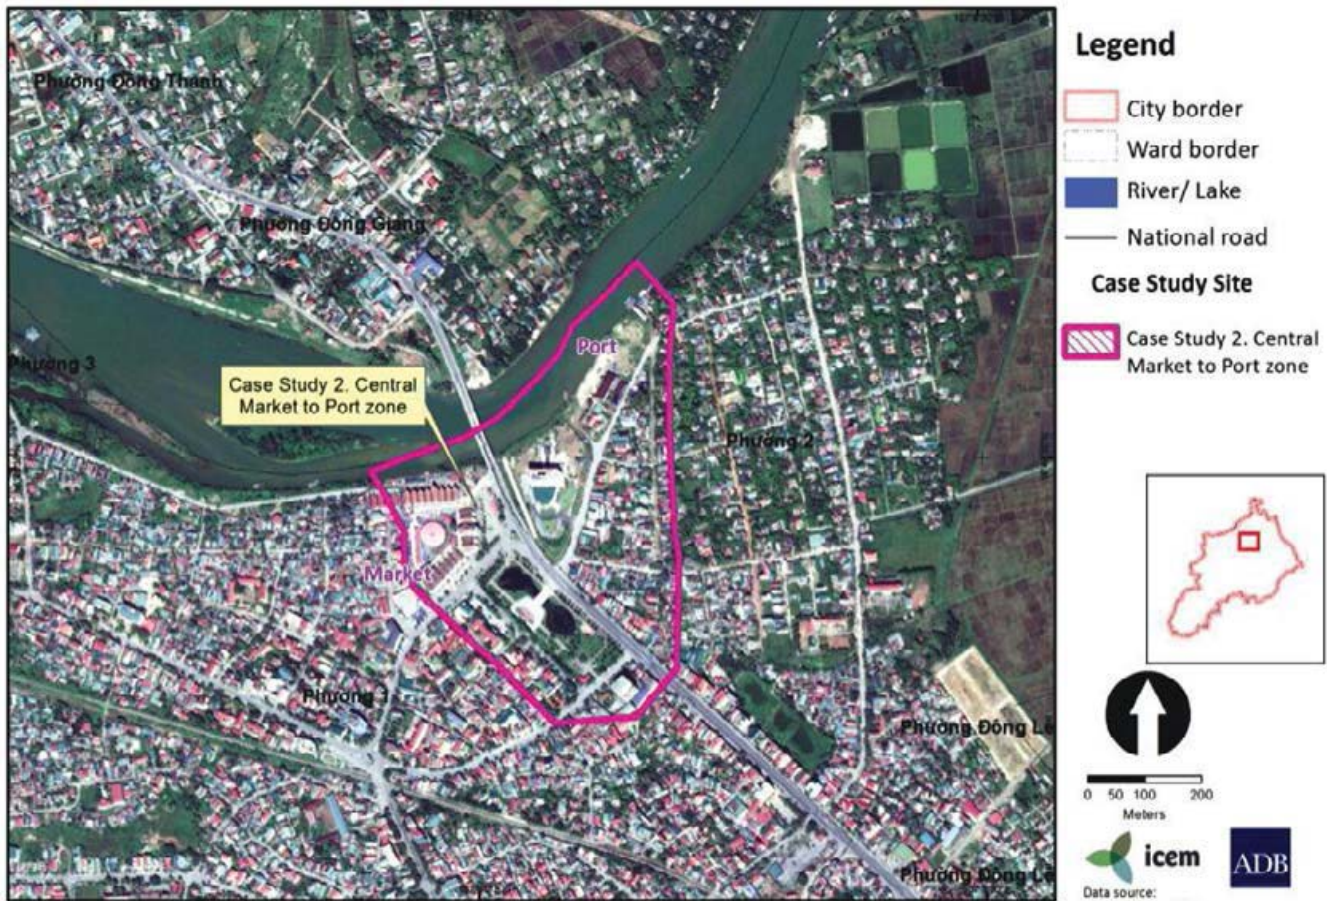 Phường Đông Thanh
Phường Đông Giang
Phường 3
Port
Case Study 2. Central
Market to Port zone
Phường 2
Market
Phường 1
Phường Đông Lê
Phường Đông Lê
Legend
City border
Ward border
River/ Lake
National road
Case Study Site
Case Study 2. Central
Market to Port zone
0 50 100 200
Meters
icem
ADB
Data source: